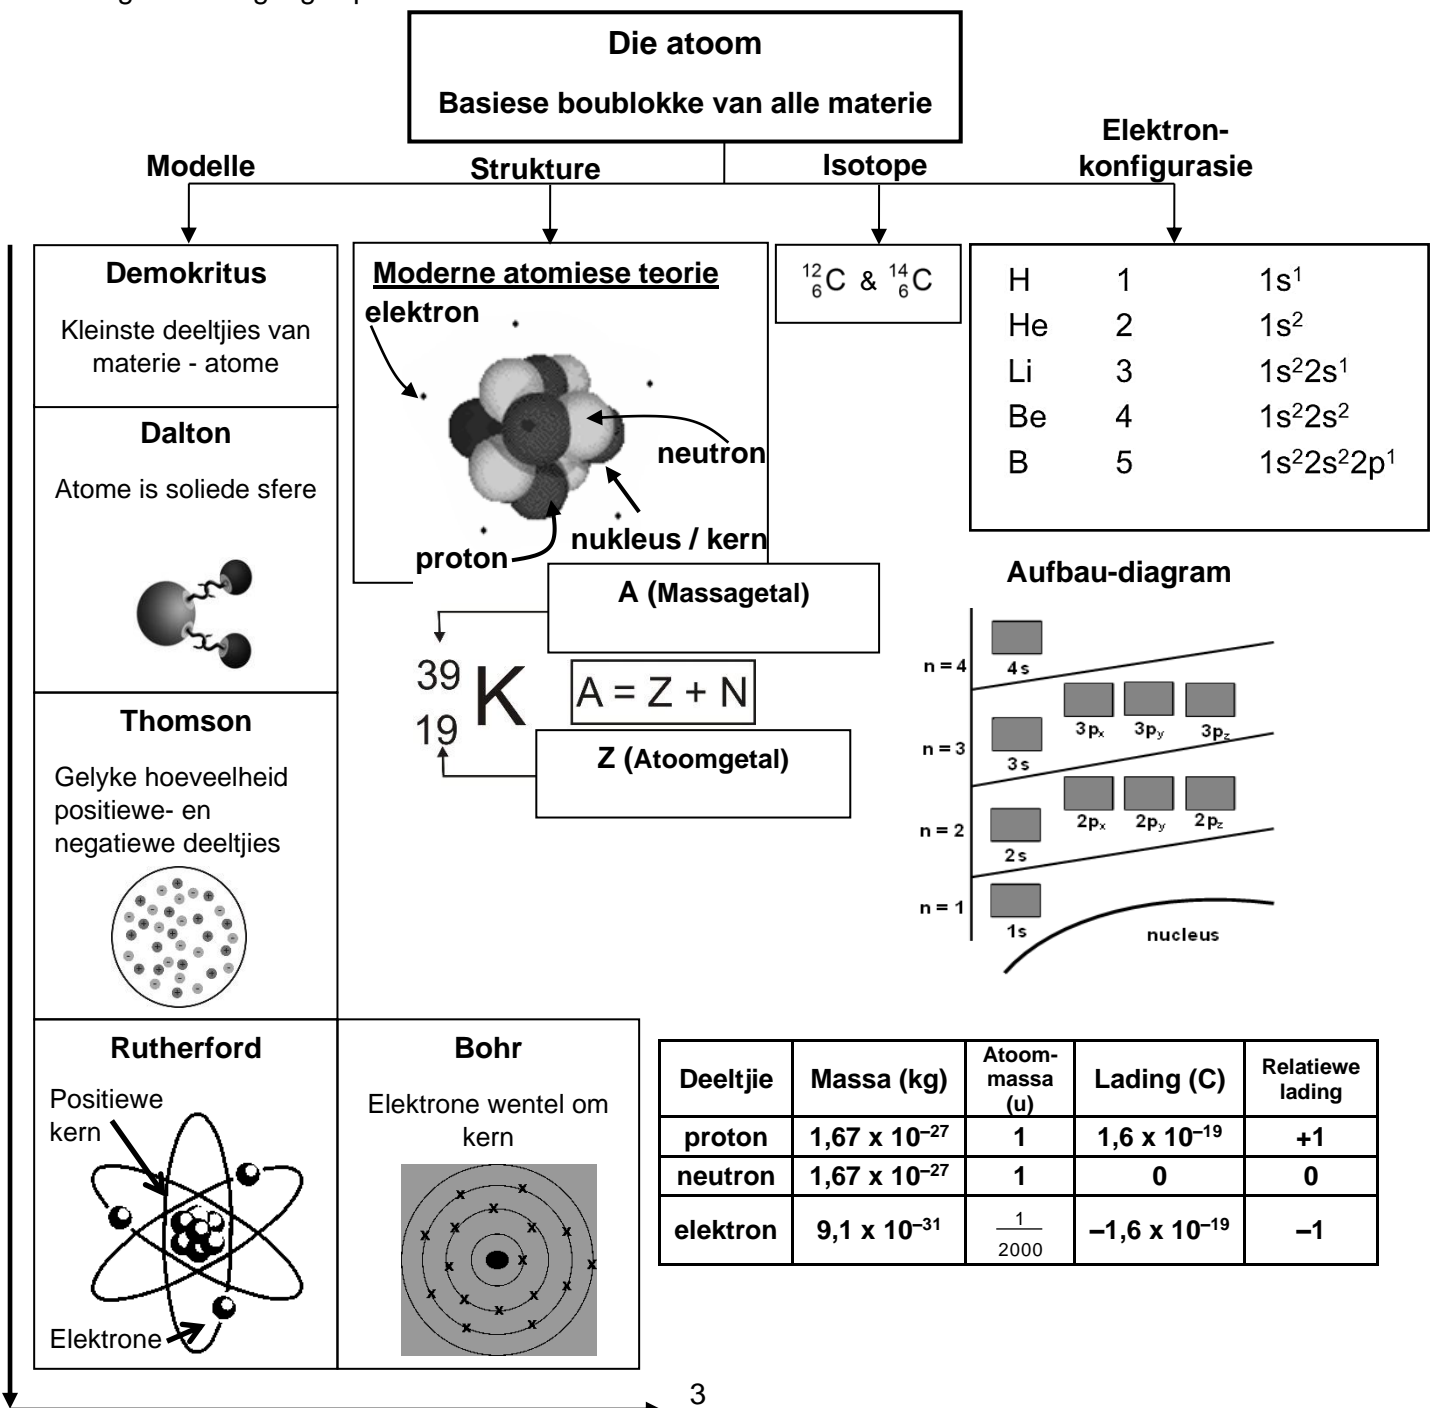 Die atoom
Basiese boublokke van alle materie
Modelle
Strukture
Isotope
Elektron-
konfigurasie
Demokritus
Kleinste deeltjies van
materie - atome
Dalton
Atome is soliede sfere
Thomson
Gelyke hoeveelheid
positiewe- en
negatiewe deeltjies
Rutherford
Positiewe
kern
Elektrone
Bohr
Elektrone wentel om
kern
Moderne atomiese teorie
elektron
neutron
nukleus / kern
proton
A (Massagetal)
39
19
K
A = Z + N
Z (Atoomgetal)
¹²₆C & ¹⁴₆C
H 1 1s¹
He 2 1s²
Li 3 1s²2s¹
Be 4 1s²2s²
B 5 1s²2s²2p¹
Aufbau-diagram
n = 4 4s
3pₓ 3pᵧ 3p_z
n = 3 3s
2pₓ 2pᵧ 2p_z
n = 2 2s
n = 1 1s
nucleus
Deeltjie Massa (kg) Atoom-massa (u) Lading (C) Relatiewe lading
proton 1,67 x 10⁻²⁷ 1 1,6 x 10⁻¹⁹ +1
neutron 1,67 x 10⁻²⁷ 1 0 0
elektron 9,1 x 10⁻³¹ 1/2000 –1,6 x 10⁻¹⁹ –1
3